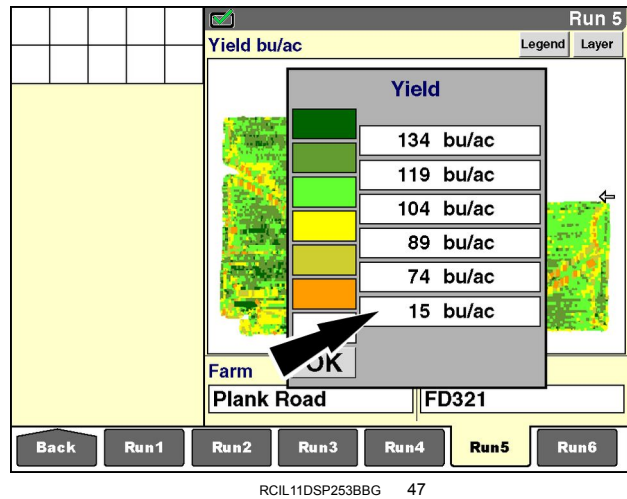 Run 5
Yield bu/ac
Legend
Layer
Yield
134 bu/ac
119 bu/ac
104 bu/ac
89 bu/ac
74 bu/ac
15 bu/ac
OK
Farm
Plank Road
FD321
Back
Run1
Run2
Run3
Run4
Run5
Run6
RCIL11DSP253BBG 47